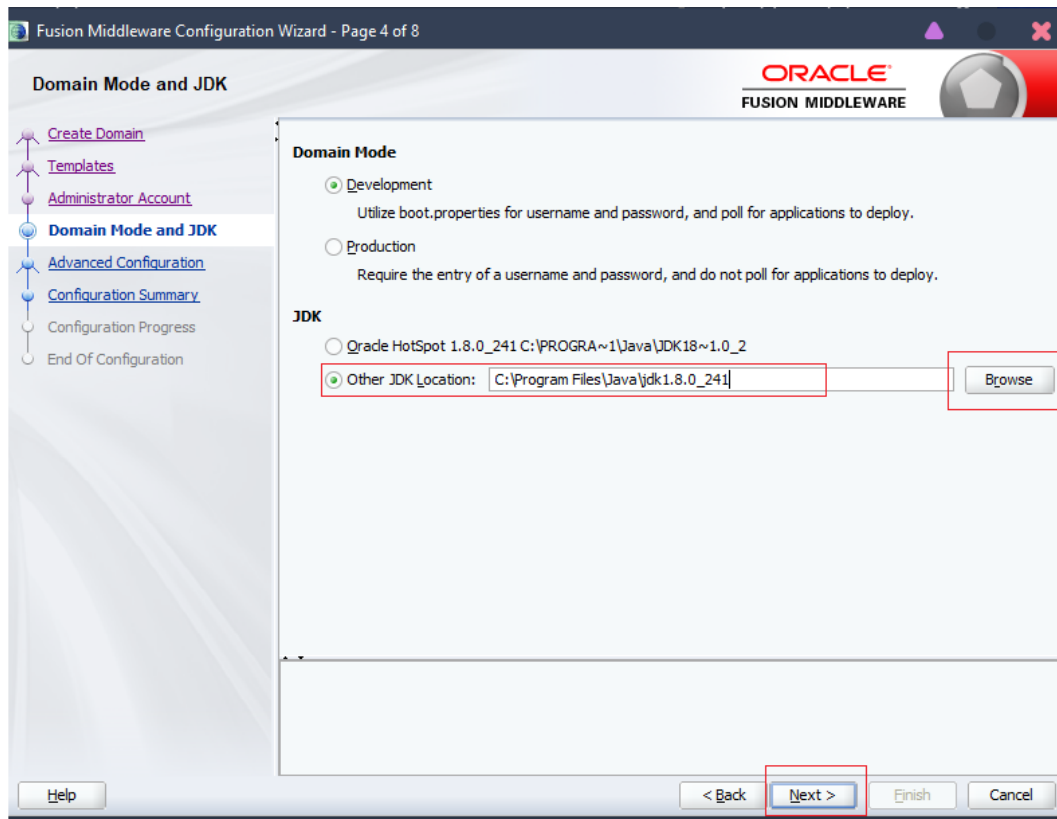 Fusion Middleware Configuration Wizard - Page 4 of 8
Domain Mode and JDK
ORACLE
FUSION MIDDLEWARE
Create Domain
Templates
Administrator Account
Domain Mode and JDK
Advanced Configuration
Configuration Summary
Configuration Progress
End Of Configuration
Domain Mode
Development
Utilize boot.properties for username and password, and poll for applications to deploy.
Production
Require the entry of a username and password, and do not poll for applications to deploy.
JDK
Oracle HotSpot 1.8.0_241 C:\PROGRA~1\Java\JDK18~1.0_2
Other JDK Location: C:\Program Files\Java\jdk1.8.0_241 Browse
Help < Back Next > Finish Cancel